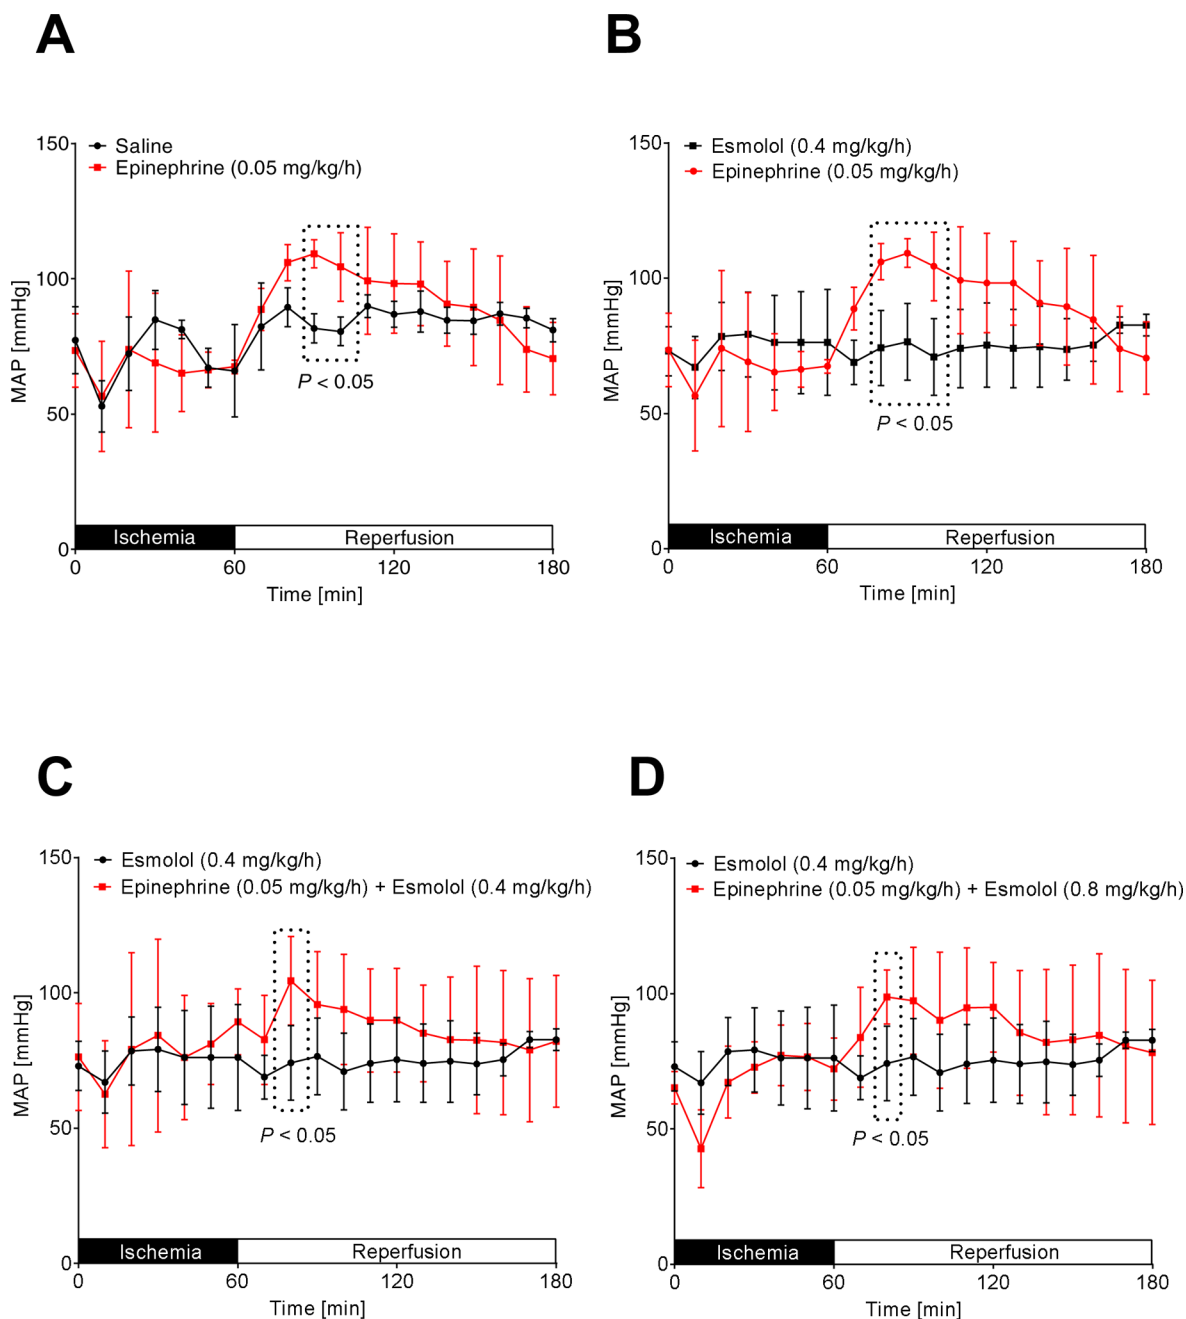 A
150
Saline
Epinephrine (0.05 mg/kg/h)
100
MAP [mmHg]
P < 0.05
50
Ischemia
Reperfusion
0
0
60
120
180
Time [min]
B
150
Esmolol (0.4 mg/kg/h)
Epinephrine (0.05 mg/kg/h)
100
MAP [mmHg]
P < 0.05
50
Ischemia
Reperfusion
0
0
60
120
180
Time [min]
C
150
Esmolol (0.4 mg/kg/h)
Epinephrine (0.05 mg/kg/h) + Esmolol (0.4 mg/kg/h)
100
MAP [mmHg]
P < 0.05
50
Ischemia
Reperfusion
0
0
60
120
180
Time [min]
D
150
Esmolol (0.4 mg/kg/h)
Epinephrine (0.05 mg/kg/h) + Esmolol (0.8 mg/kg/h)
100
MAP [mmHg]
P < 0.05
50
Ischemia
Reperfusion
0
0
60
120
180
Time [min]